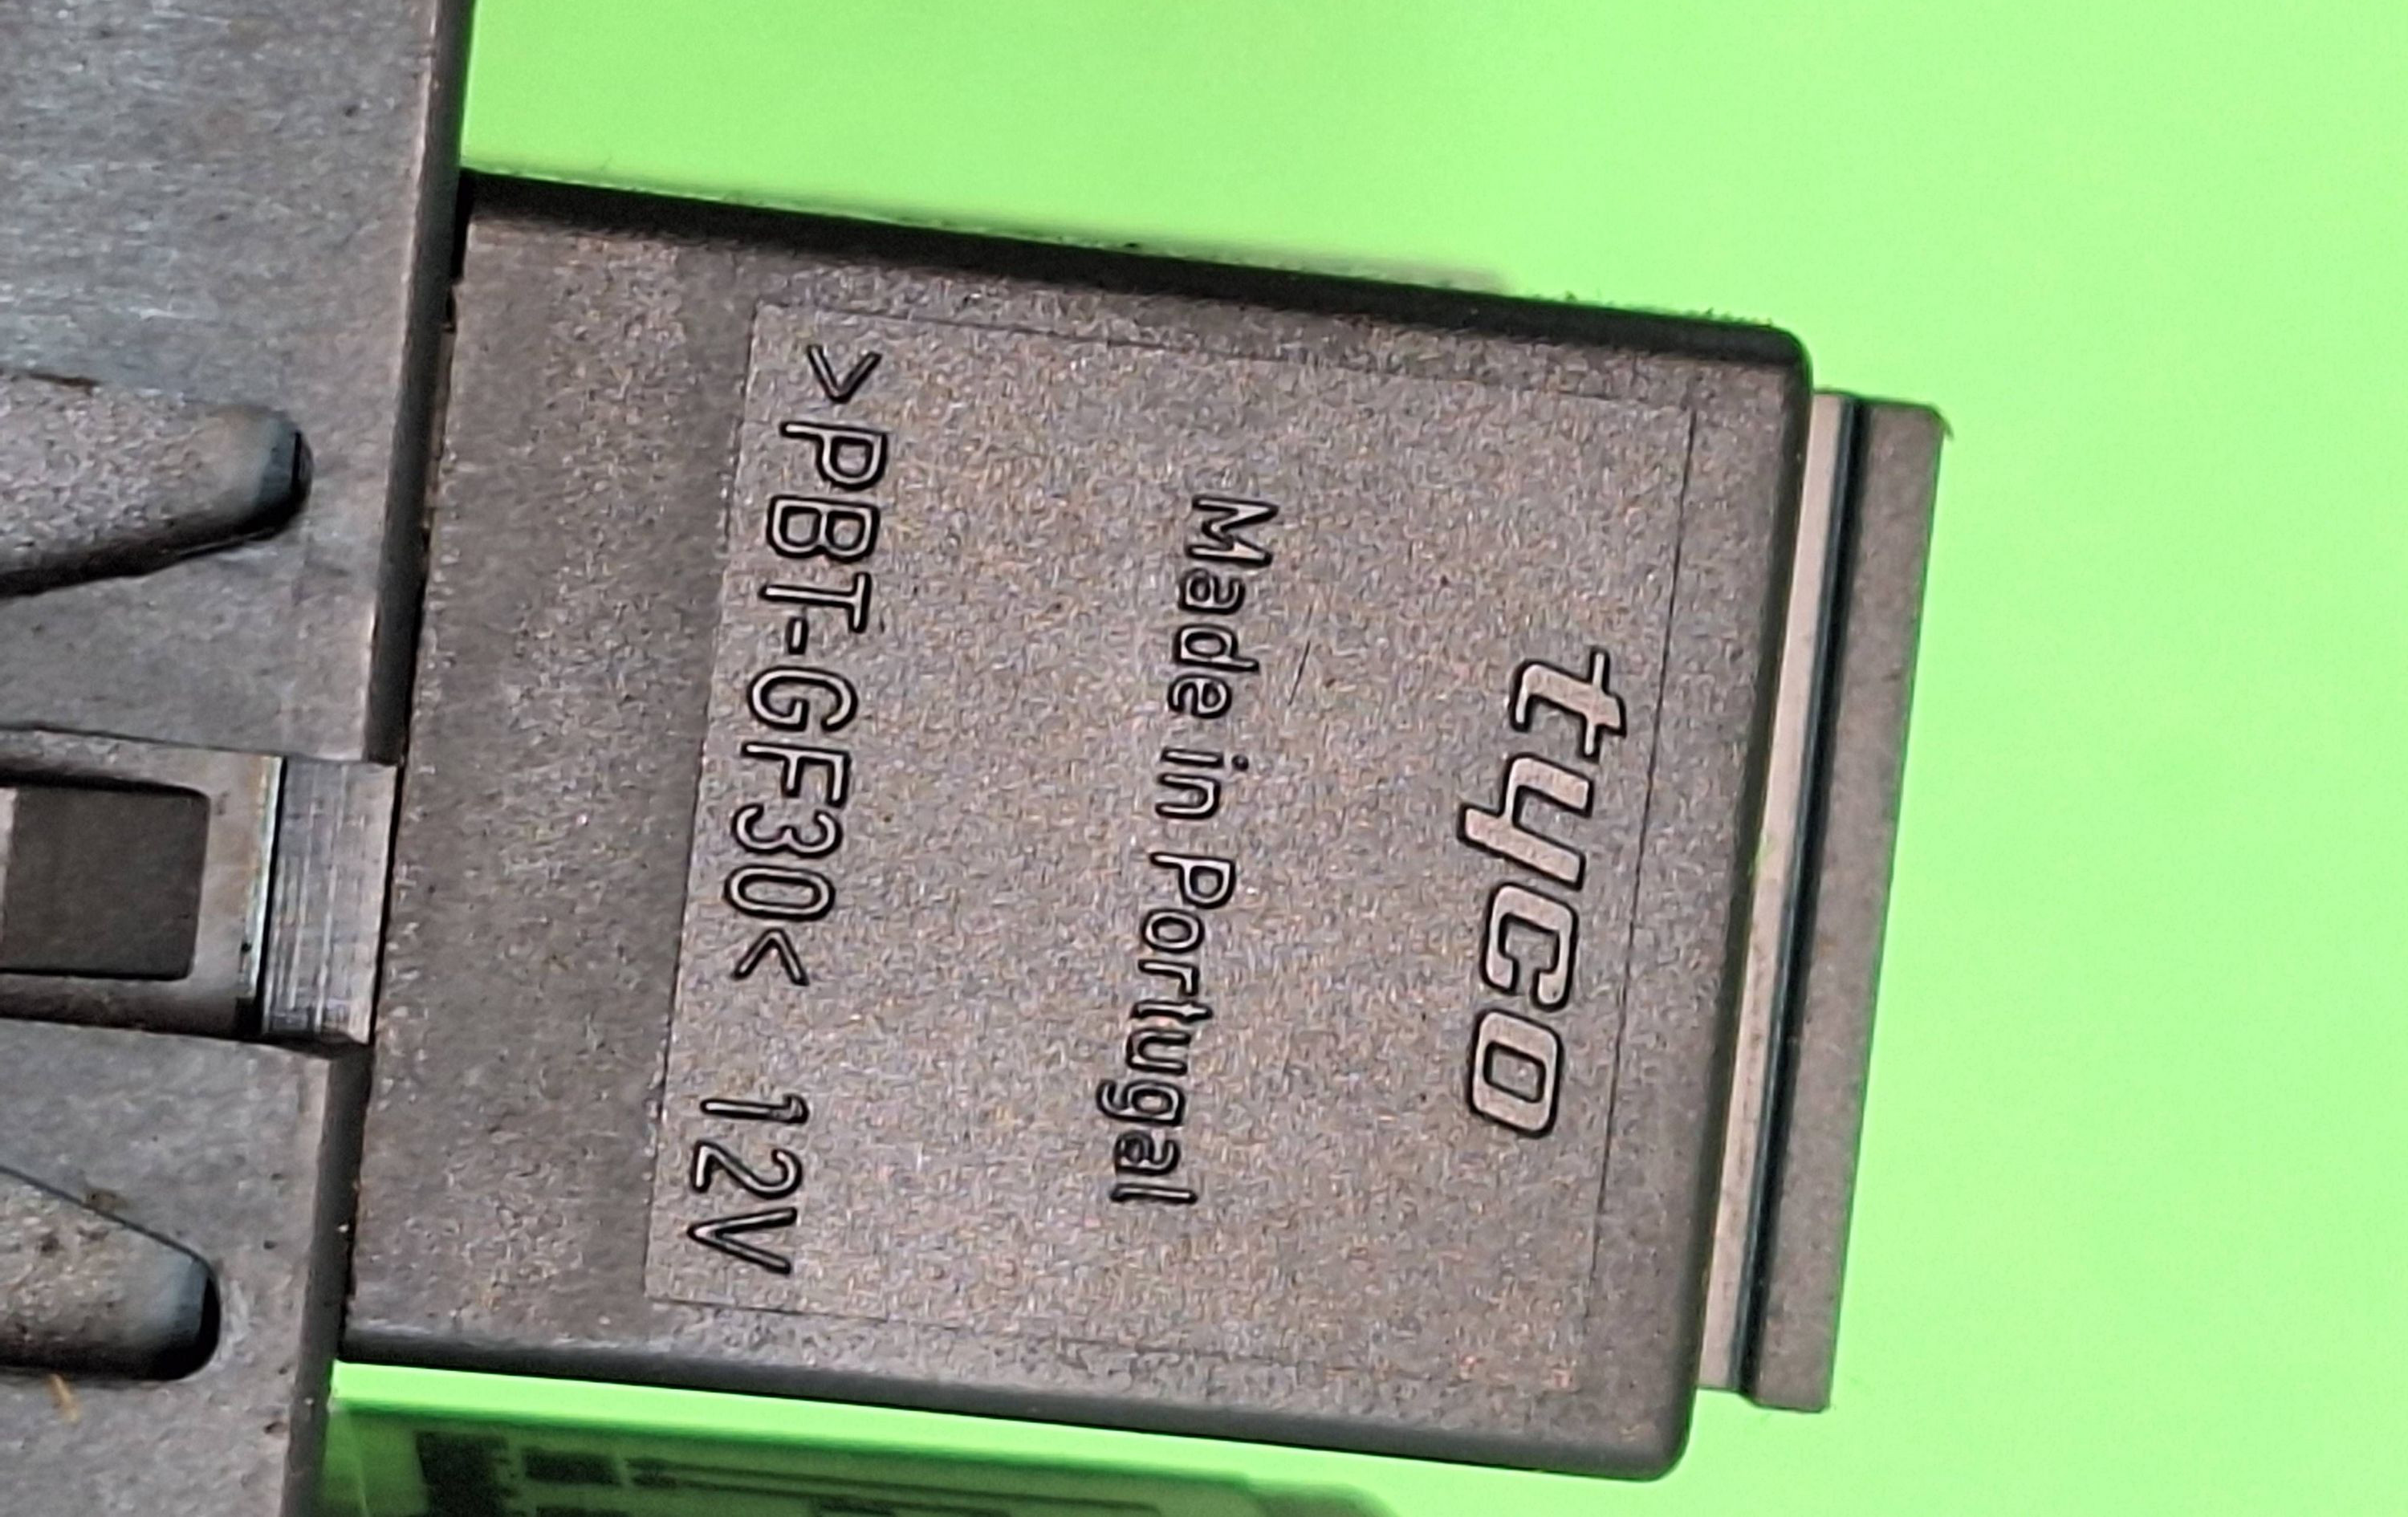 tyco
Made in Portugal
>PBT-GF30< 12V